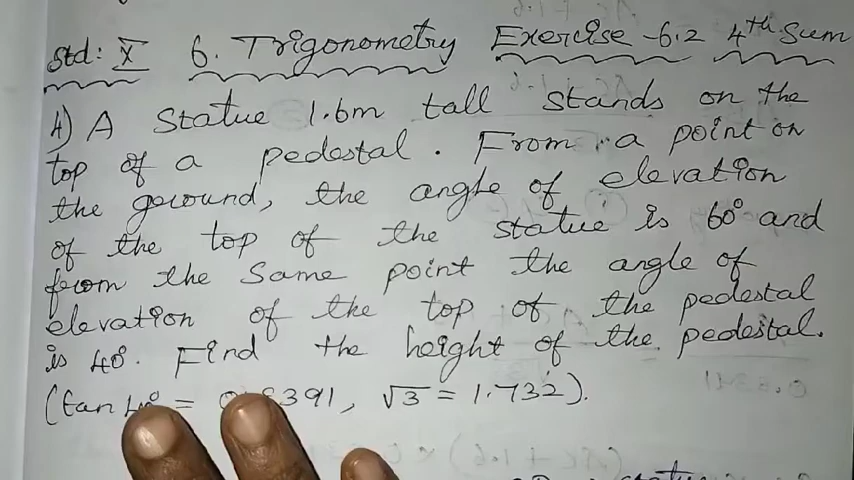 Std: X 6. Trigonometry Exercise - 6.2 4th Sum
4) A Statue 1.6m tall stands on the
top of a pedestal. From a point on
the ground, the angle of elevation
of the top of the statue is 60° and
from the same point the angle of
elevation of the top of the pedestal
is 40°. Find the height of the pedestal.
(tan 40° = 0.8391, √3 = 1.732).